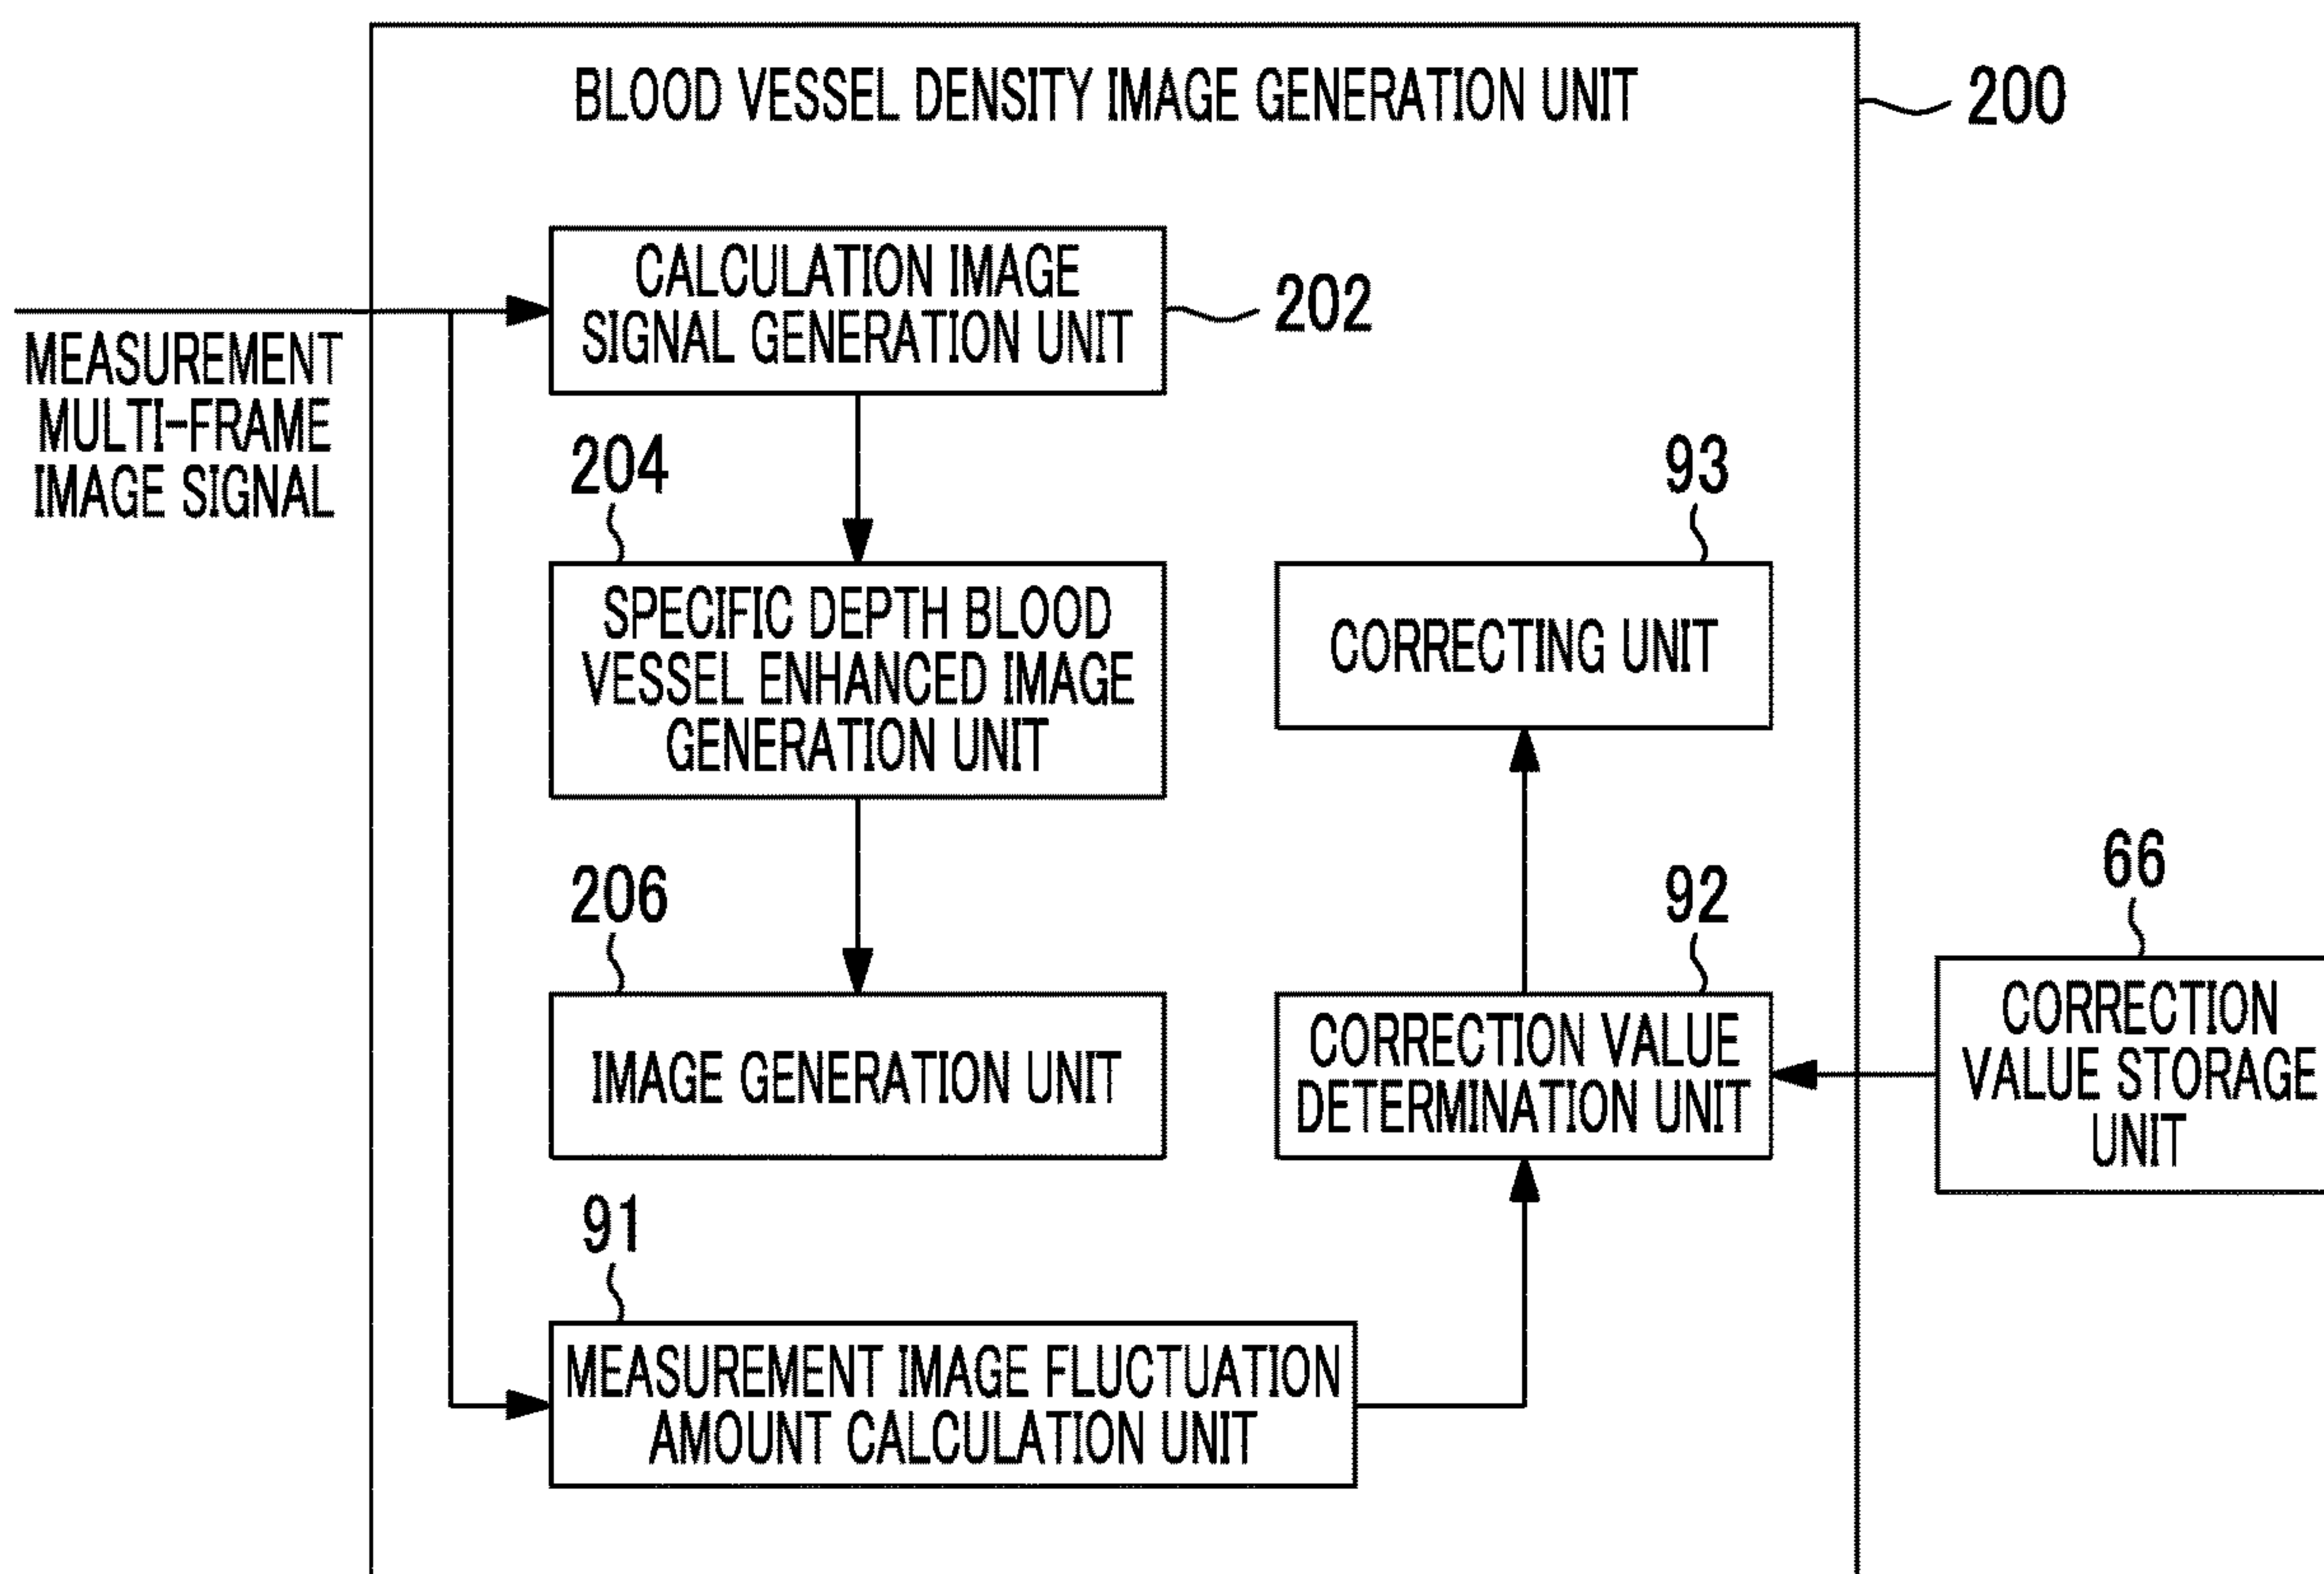 BLOOD VESSEL DENSITY IMAGE GENERATION UNIT
200
CALCULATION IMAGE
SIGNAL GENERATION UNIT
202
MEASUREMENT
MULTI-FRAME
IMAGE SIGNAL
204
SPECIFIC DEPTH BLOOD
VESSEL ENHANCED IMAGE
GENERATION UNIT
93
CORRECTING UNIT
206
IMAGE GENERATION UNIT
92
CORRECTION VALUE
DETERMINATION UNIT
66
CORRECTION
VALUE STORAGE
UNIT
91
MEASUREMENT IMAGE FLUCTUATION
AMOUNT CALCULATION UNIT